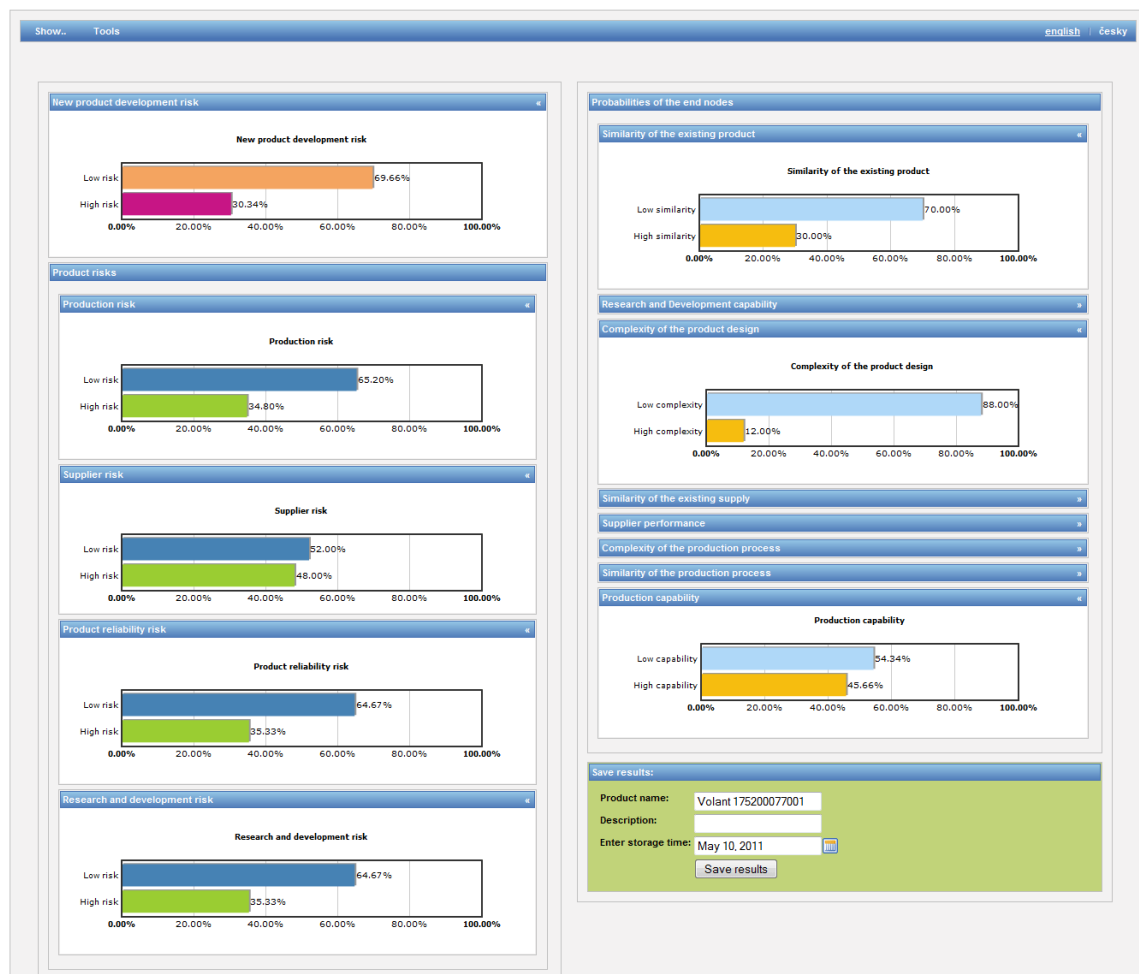 Show.. Tools english | česky
New product development risk «
New product development risk
Low risk 69.66%
High risk 30.34%
0.00% 20.00% 40.00% 60.00% 80.00% 100.00%
Product risks
Production risk «
Production risk
Low risk 65.20%
High risk 34.80%
0.00% 20.00% 40.00% 60.00% 80.00% 100.00%
Supplier risk «
Supplier risk
Low risk 52.00%
High risk 48.00%
0.00% 20.00% 40.00% 60.00% 80.00% 100.00%
Product reliability risk «
Product reliability risk
Low risk 64.67%
High risk 35.33%
0.00% 20.00% 40.00% 60.00% 80.00% 100.00%
Research and development risk «
Research and development risk
Low risk 64.67%
High risk 35.33%
0.00% 20.00% 40.00% 60.00% 80.00% 100.00%
Probabilities of the end nodes
Similarity of the existing product «
Similarity of the existing product
Low similarity 70.00%
High similarity 30.00%
0.00% 20.00% 40.00% 60.00% 80.00% 100.00%
Research and Development capability »
Complexity of the product design «
Complexity of the product design
Low complexity 88.00%
High complexity 12.00%
0.00% 20.00% 40.00% 60.00% 80.00% 100.00%
Similarity of the existing supply »
Supplier performance »
Complexity of the production process »
Similarity of the production process »
Production capability «
Production capability
Low capability 54.34%
High capability 45.66%
0.00% 20.00% 40.00% 60.00% 80.00% 100.00%
Save results:
Product name: Volant 175200077001
Description:
Enter storage time: May 10, 2011
Save results